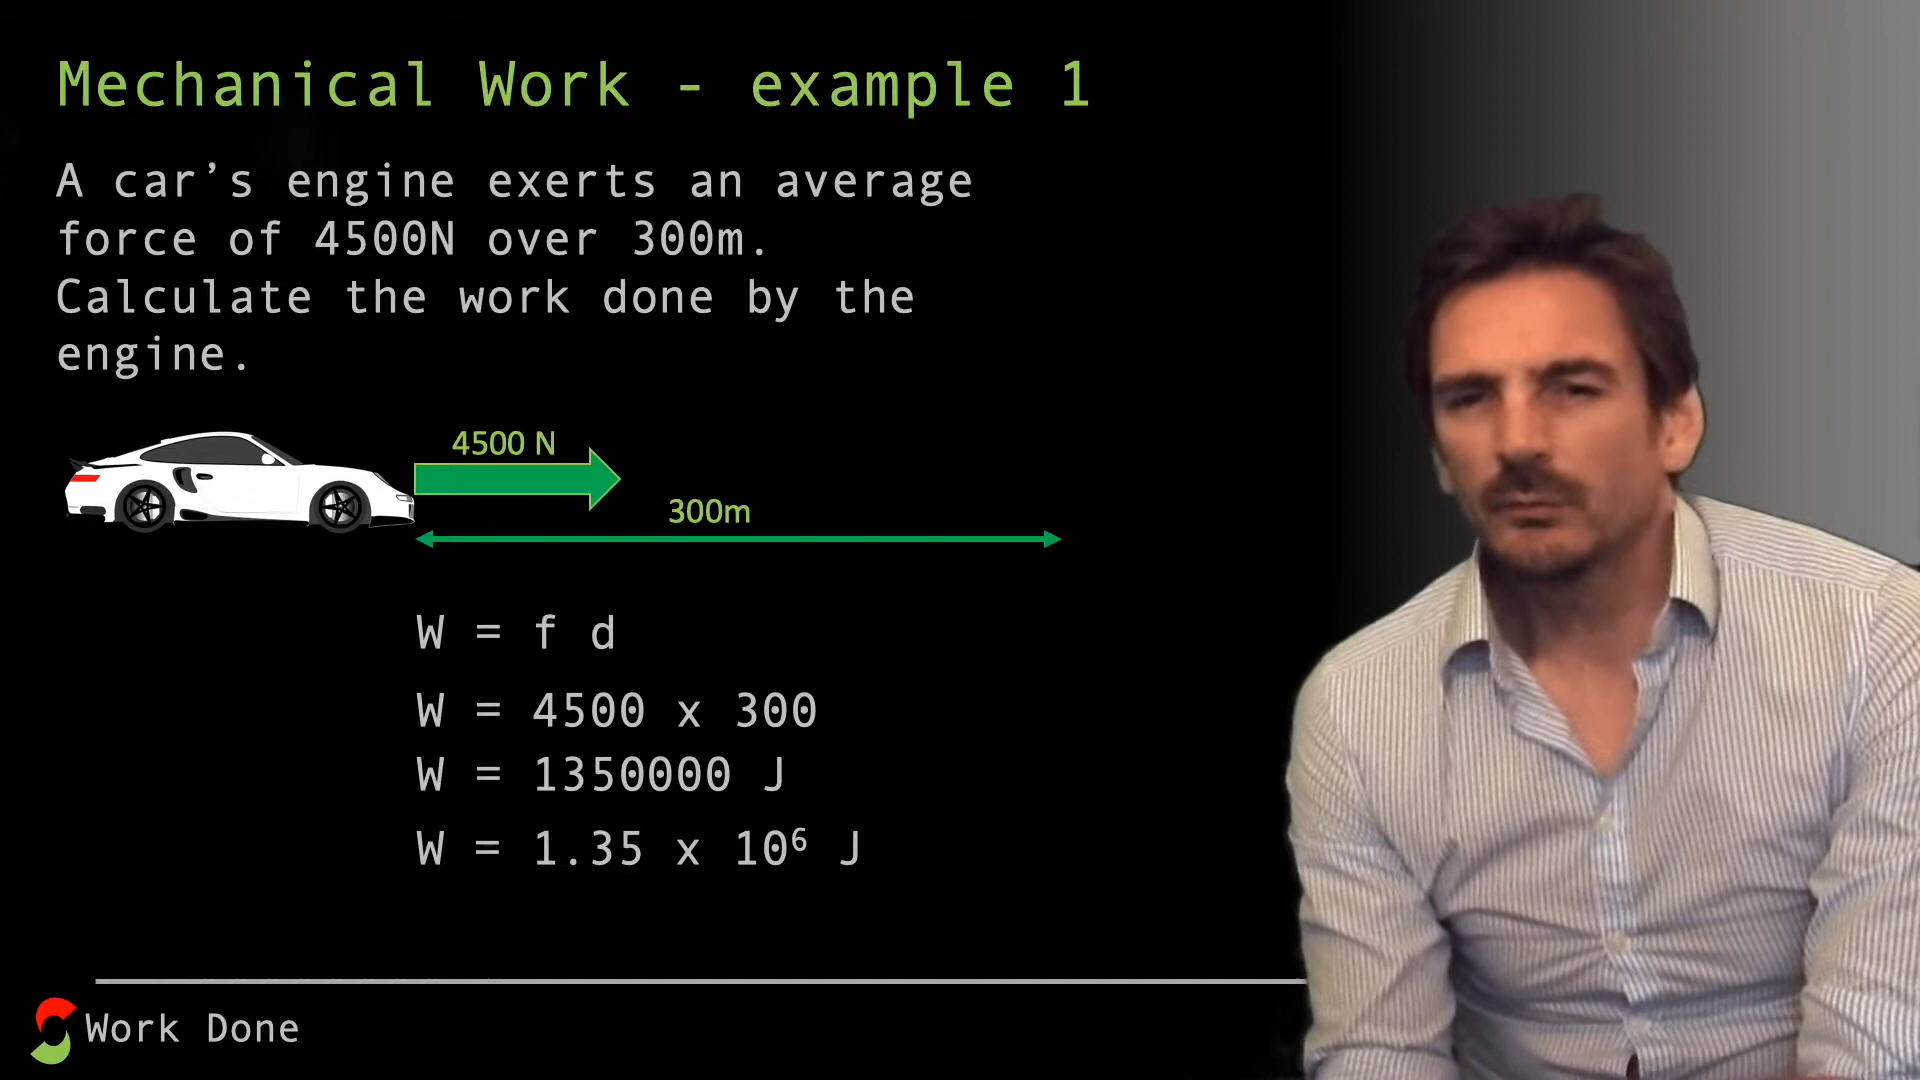 Mechanical Work - example 1
A car’s engine exerts an average
force of 4500N over 300m.
Calculate the work done by the
engine.
4500 N
300m
W = f d
W = 4500 x 300
W = 1350000 J
W = 1.35 x 10⁶ J
Work Done